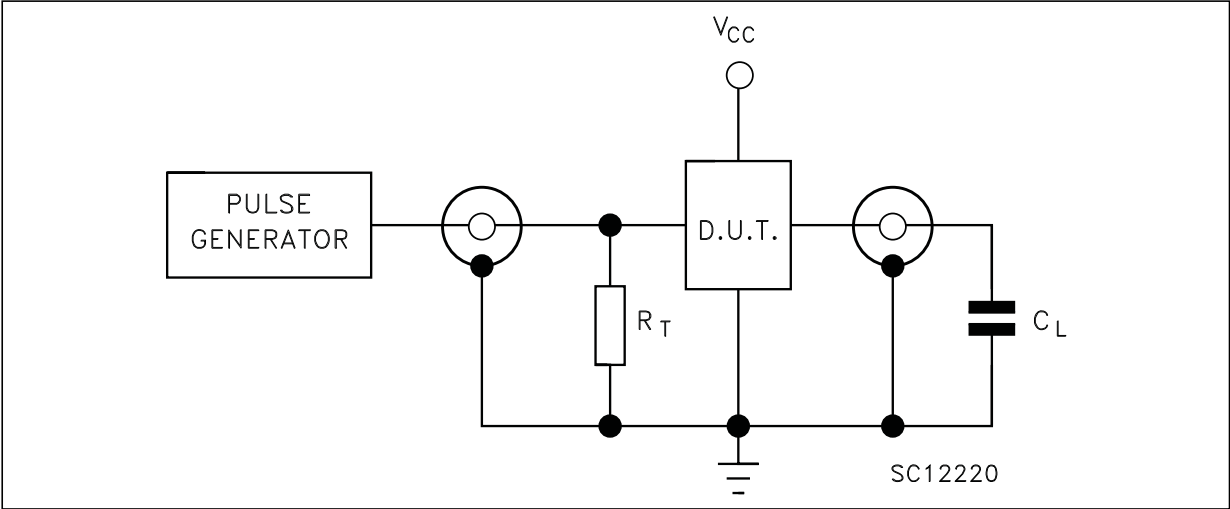 VCC
PULSE
GENERATOR
D.U.T.
RT
CL
SC12220